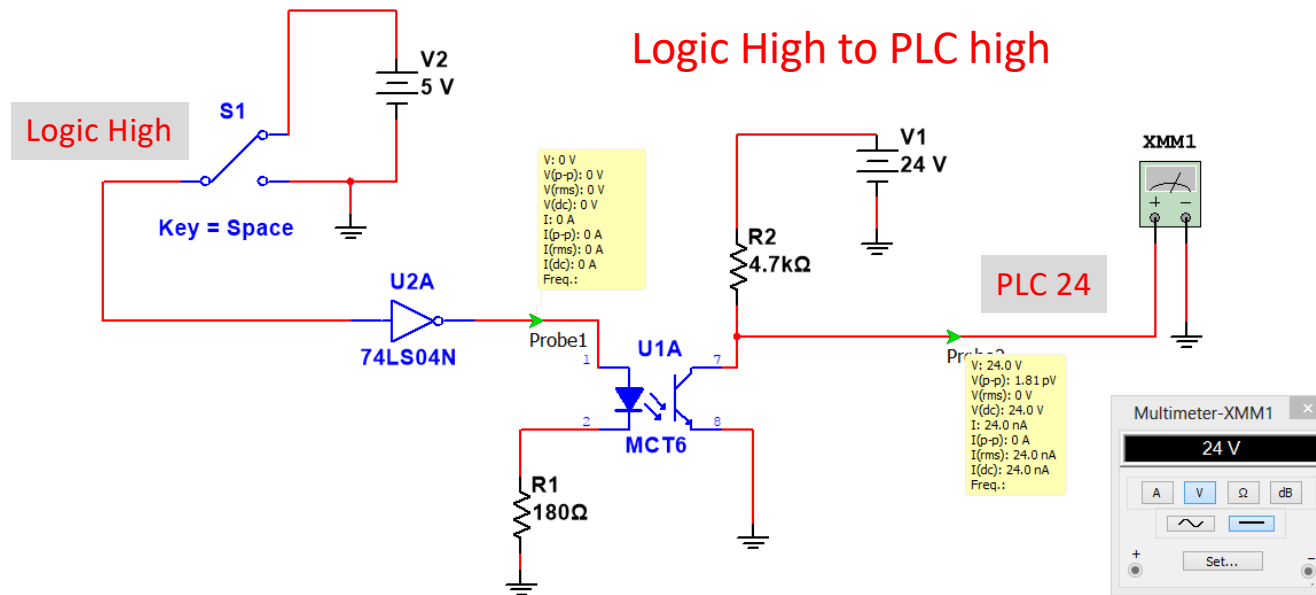 Logic High to PLC high
V2
5 V
S1
Logic High
Key = Space
V1
24 V
XMM1
V: 0 V
V(p-p): 0 V
V(rms): 0 V
V(dc): 0 V
I: 0 A
I(p-p): 0 A
I(rms): 0 A
I(dc): 0 A
Freq.:
R2
4.7kΩ
PLC 24
U2A
74LS04N
Probe1
U1A
1
7
2
8
MCT6
V: 24.0 V
V(p-p): 1.81 pV
V(rms): 0 V
V(dc): 24.0 V
I: 24.0 nA
I(p-p): 0 A
I(rms): 24.0 nA
I(dc): 24.0 nA
Freq.:
R1
180Ω
Multimeter-XMM1
24 V
A V Ω dB
Set...
+ −